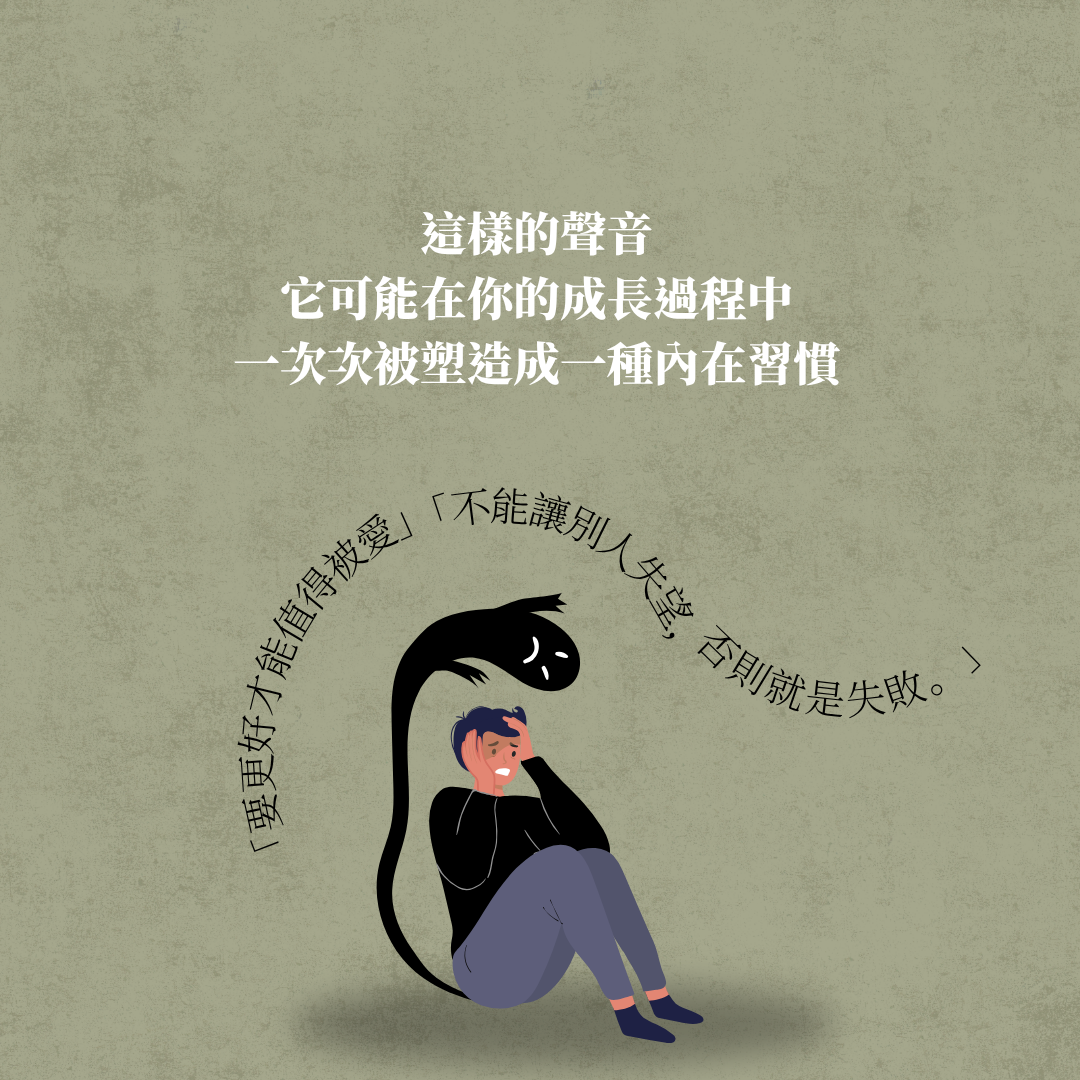 這樣的聲音
它可能在你的成長過程中
一次次被塑造成一種內在習慣
「要更好才能值得被愛」「不能讓別人失望，否則就是失敗。」